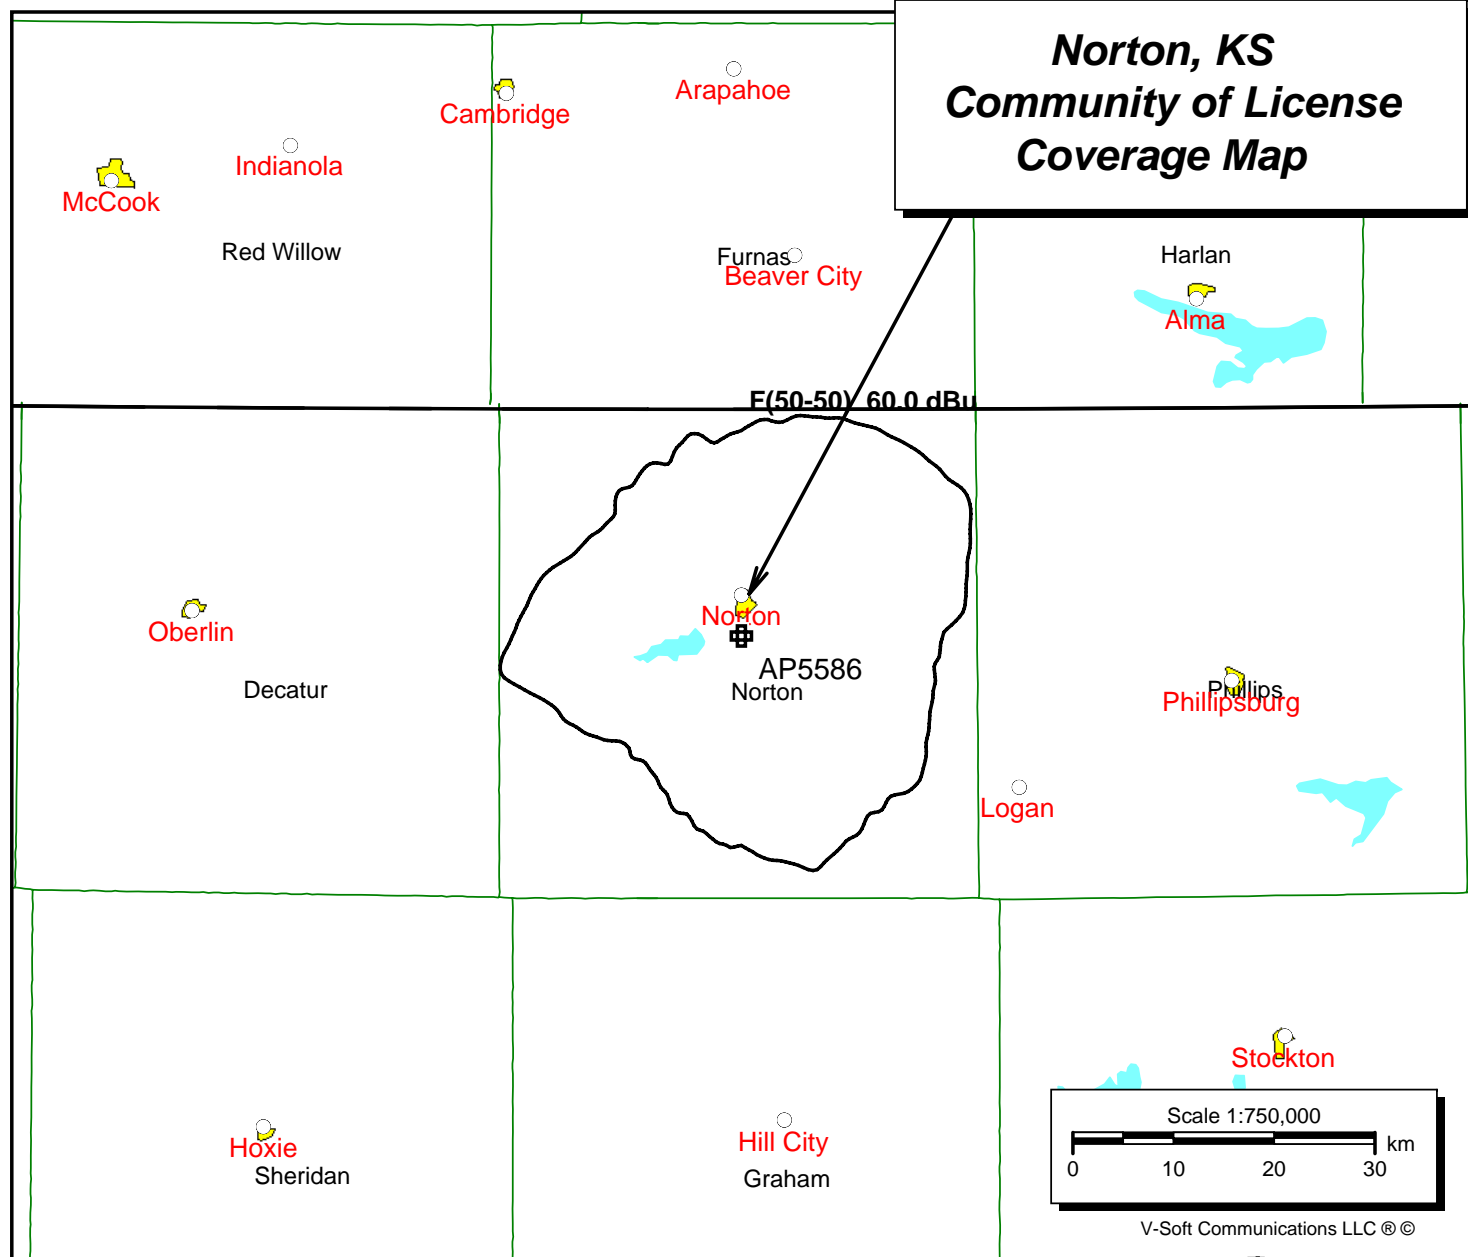 Norton, KS
Community of License
Coverage Map
Arapahoe
Cambridge
Indianola
McCook
Red Willow
Furnas
Beaver City
Harlan
Alma
F(50-50) 60.0 dBu
Norton
Oberlin
AP5586
Decatur
Norton
Phillips
Phillipsburg
Logan
Stockton
Hoxie
Sheridan
Hill City
Graham
Scale 1:750,000
km
0 10 20 30
V-Soft Communications LLC ® ©